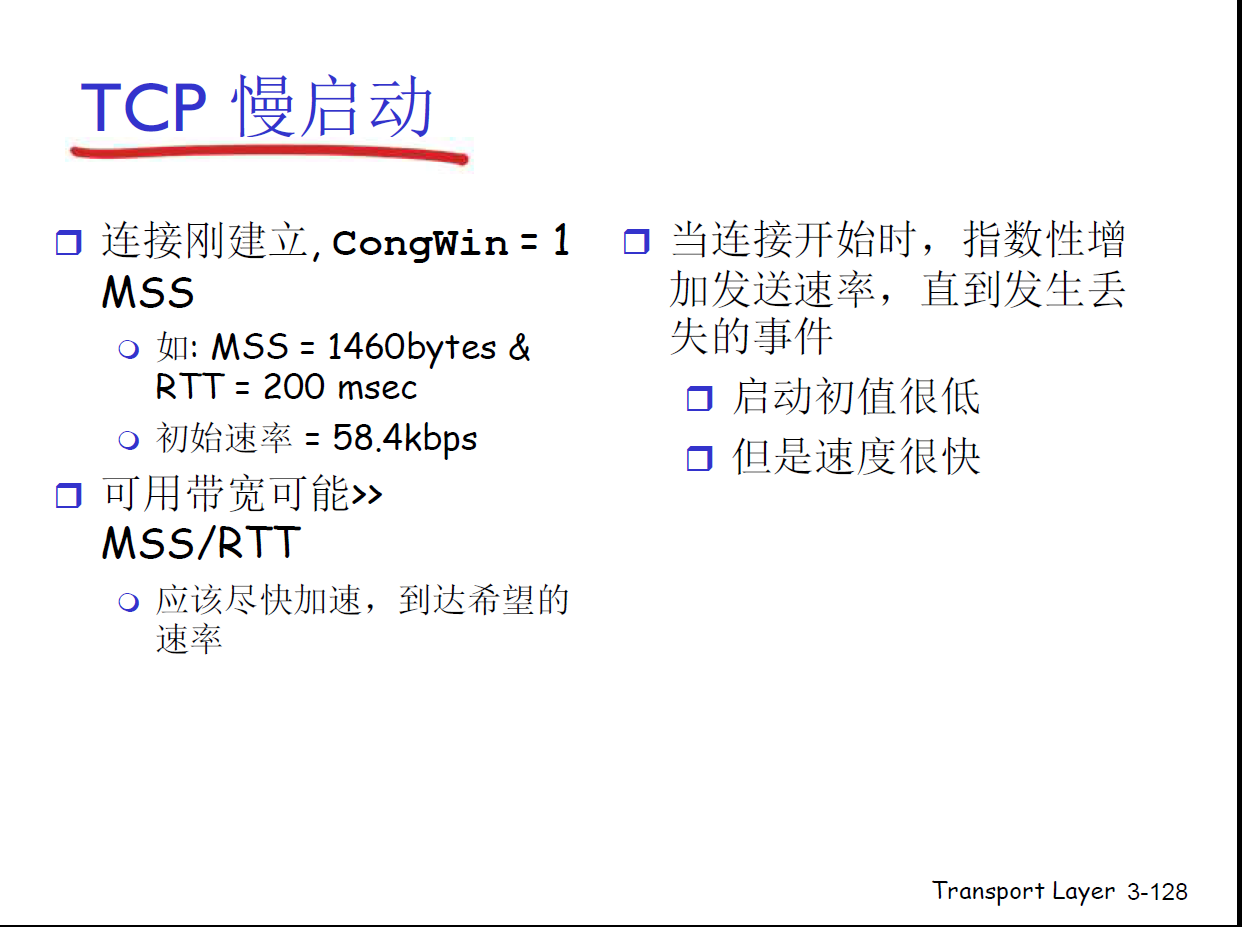 TCP 慢启动
连接刚建立, CongWin = 1
MSS
如: MSS = 1460bytes &
RTT = 200 msec
初始速率 = 58.4kbps
可用带宽可能>>
MSS/RTT
应该尽快加速，到达希望的
速率
当连接开始时，指数性增
加发送速率，直到发生丢
失的事件
启动初值很低
但是速度很快
Transport Layer 3-128